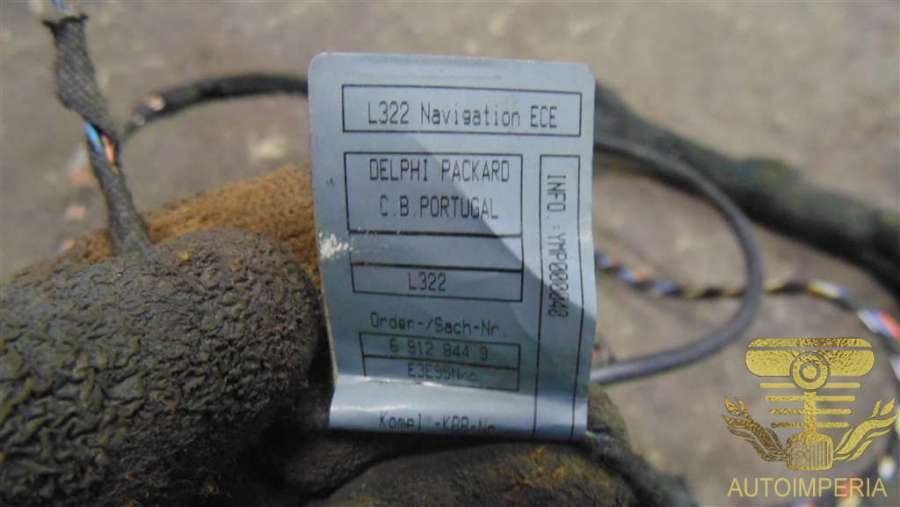 L322 Navigation ECE
DELPHI PACKARD
C.B.PORTUGAL
L322
INFO.:YMP000040
Order-/Sach-Nr.
6 912 844 9
AUTOIMPERIA